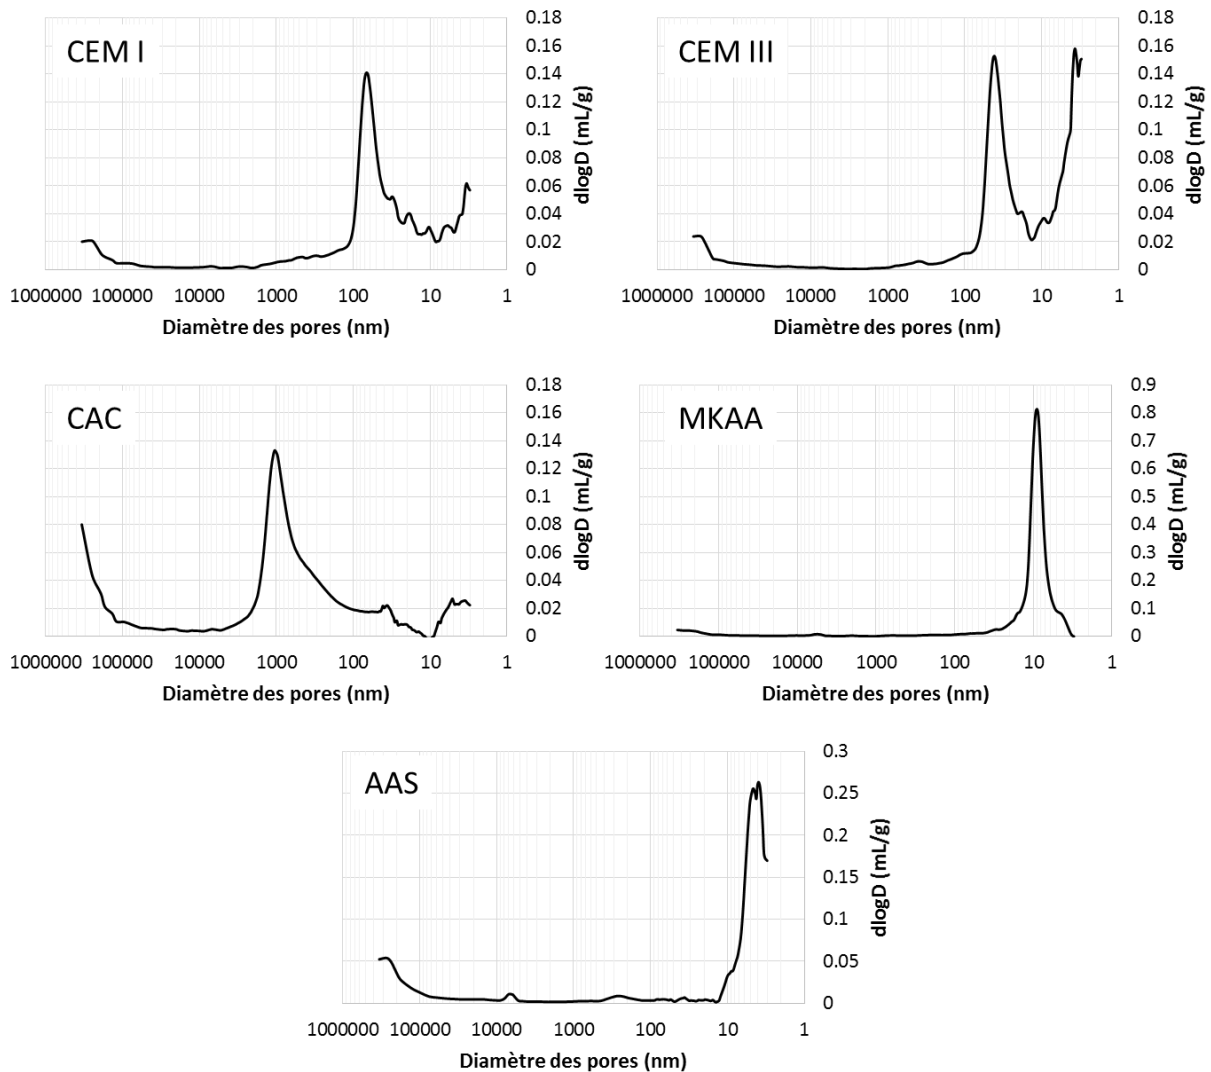 CEM I
0.18
0.16
0.14
0.12
0.1
0.08
0.06
0.04
0.02
0
dlogD (mL/g)
1000000 100000 10000 1000 100 10 1
Diamètre des pores (nm)
CEM III
0.18
0.16
0.14
0.12
0.1
0.08
0.06
0.04
0.02
0
dlogD (mL/g)
1000000 100000 10000 1000 100 10 1
Diamètre des pores (nm)
CAC
0.18
0.16
0.14
0.12
0.1
0.08
0.06
0.04
0.02
0
dlogD (mL/g)
1000000 100000 10000 1000 100 10 1
Diamètre des pores (nm)
MKAA
0.9
0.8
0.7
0.6
0.5
0.4
0.3
0.2
0.1
0
dlogD (mL/g)
1000000 100000 10000 1000 100 10 1
Diamètre des pores (nm)
AAS
0.3
0.25
0.2
0.15
0.1
0.05
0
dlogD (mL/g)
1000000 100000 10000 1000 100 10 1
Diamètre des pores (nm)